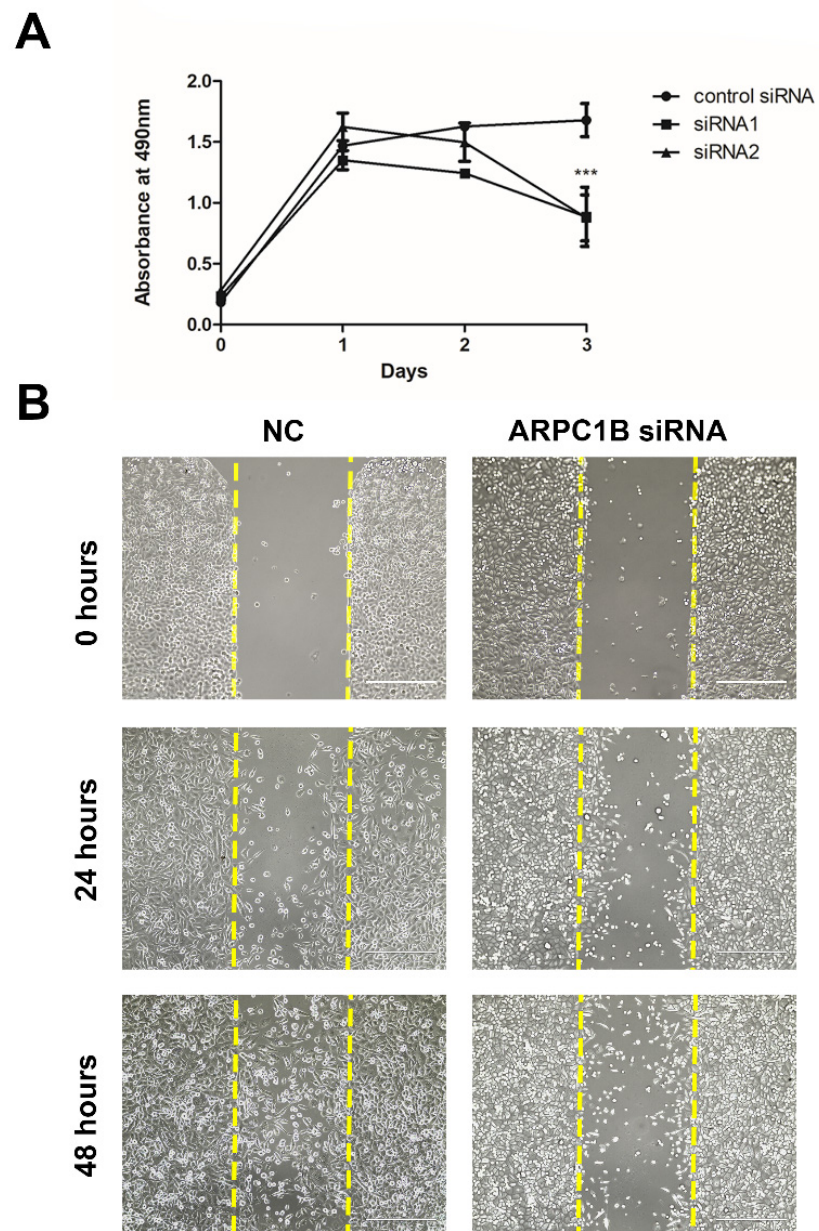 A
2.0
1.5
1.0
0.5
0.0
Absorbance at 490nm
0
1
2
3
Days
***
control siRNA
siRNA1
siRNA2
B
NC
ARPC1B siRNA
0 hours
24 hours
48 hours